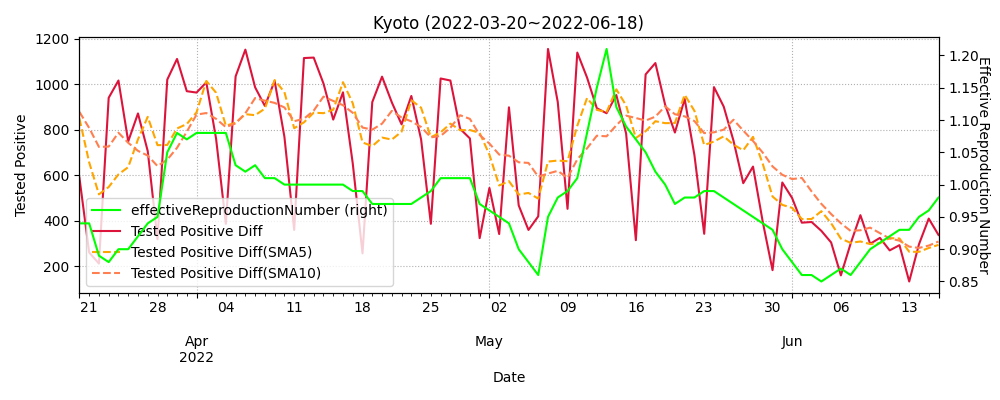 Kyoto (2022-03-20~2022-06-18)
Tested Positive
1200
1000
800
600
400
200
1.20
1.15
1.10
1.05
1.00
0.95
0.90
0.85
Effective Reproduction Number
effectiveReproductionNumber (right)
Tested Positive Diff
Tested Positive Diff(SMA5)
Tested Positive Diff(SMA10)
21 28 04 11 18 25 02 09 16 23 30 06 13
Apr May Jun
2022
Date